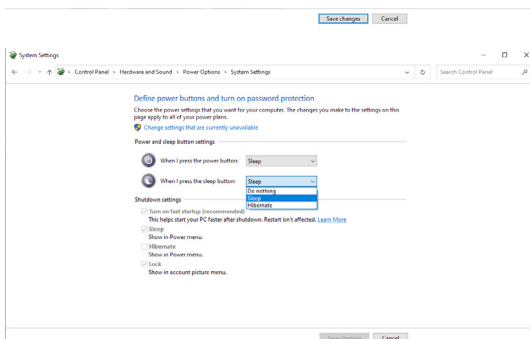 Save changes Cancel
System Settings
Control Panel > Hardware and Sound > Power Options > System Settings
Search Control Panel
Define power buttons and turn on password protection
Choose the power settings that you want for your computer. The changes you make to the settings on this
page apply to all of your power plans.
Change settings that are currently unavailable
Power and sleep button settings
When I press the power button: Sleep
When I press the sleep button: Sleep
Do nothing
Sleep
Hibernate
Shutdown settings
Turn on fast startup (recommended)
This helps start your PC faster after shutdown. Restart isn't affected. Learn More
Sleep
Show in Power menu.
Hibernate
Show in Power menu.
Lock
Show in account picture menu.
Save changes Cancel